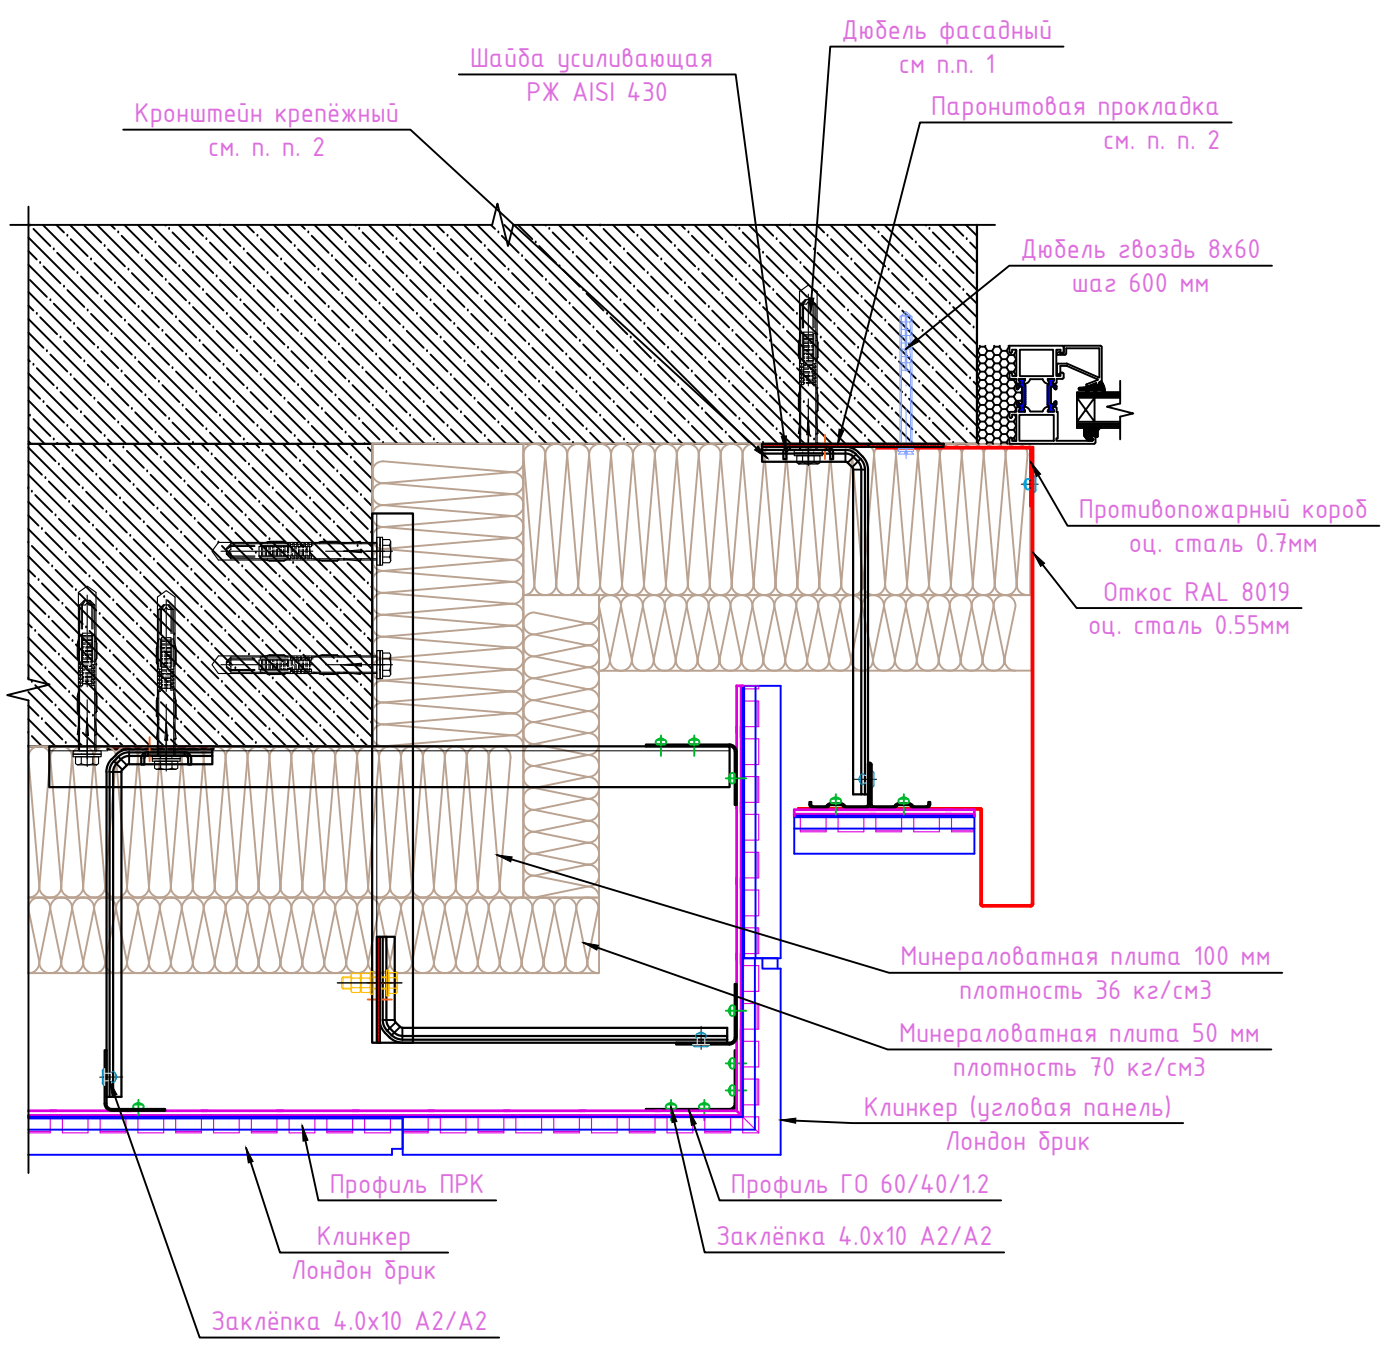 Дюбель фасадный
см п.п. 1
Шайба усиливающая
РЖ AISI 430
Паронитовая прокладка
см. п. п. 2
Кронштейн крепёжный
см. п. п. 2
Дюбель гвоздь 8х60
шаг 600 мм
Противопожарный короб
оц. сталь 0.7мм
Откос RAL 8019
оц. сталь 0.55мм
Минераловатная плита 100 мм
плотность 36 кг/см3
Минераловатная плита 50 мм
плотность 70 кг/см3
Клинкер (угловая панель)
Лондон брик
Профиль ПРК
Профиль ГО 60/40/1.2
Клинкер
Лондон брик
Заклёпка 4.0х10 А2/А2
Заклёпка 4.0х10 А2/А2